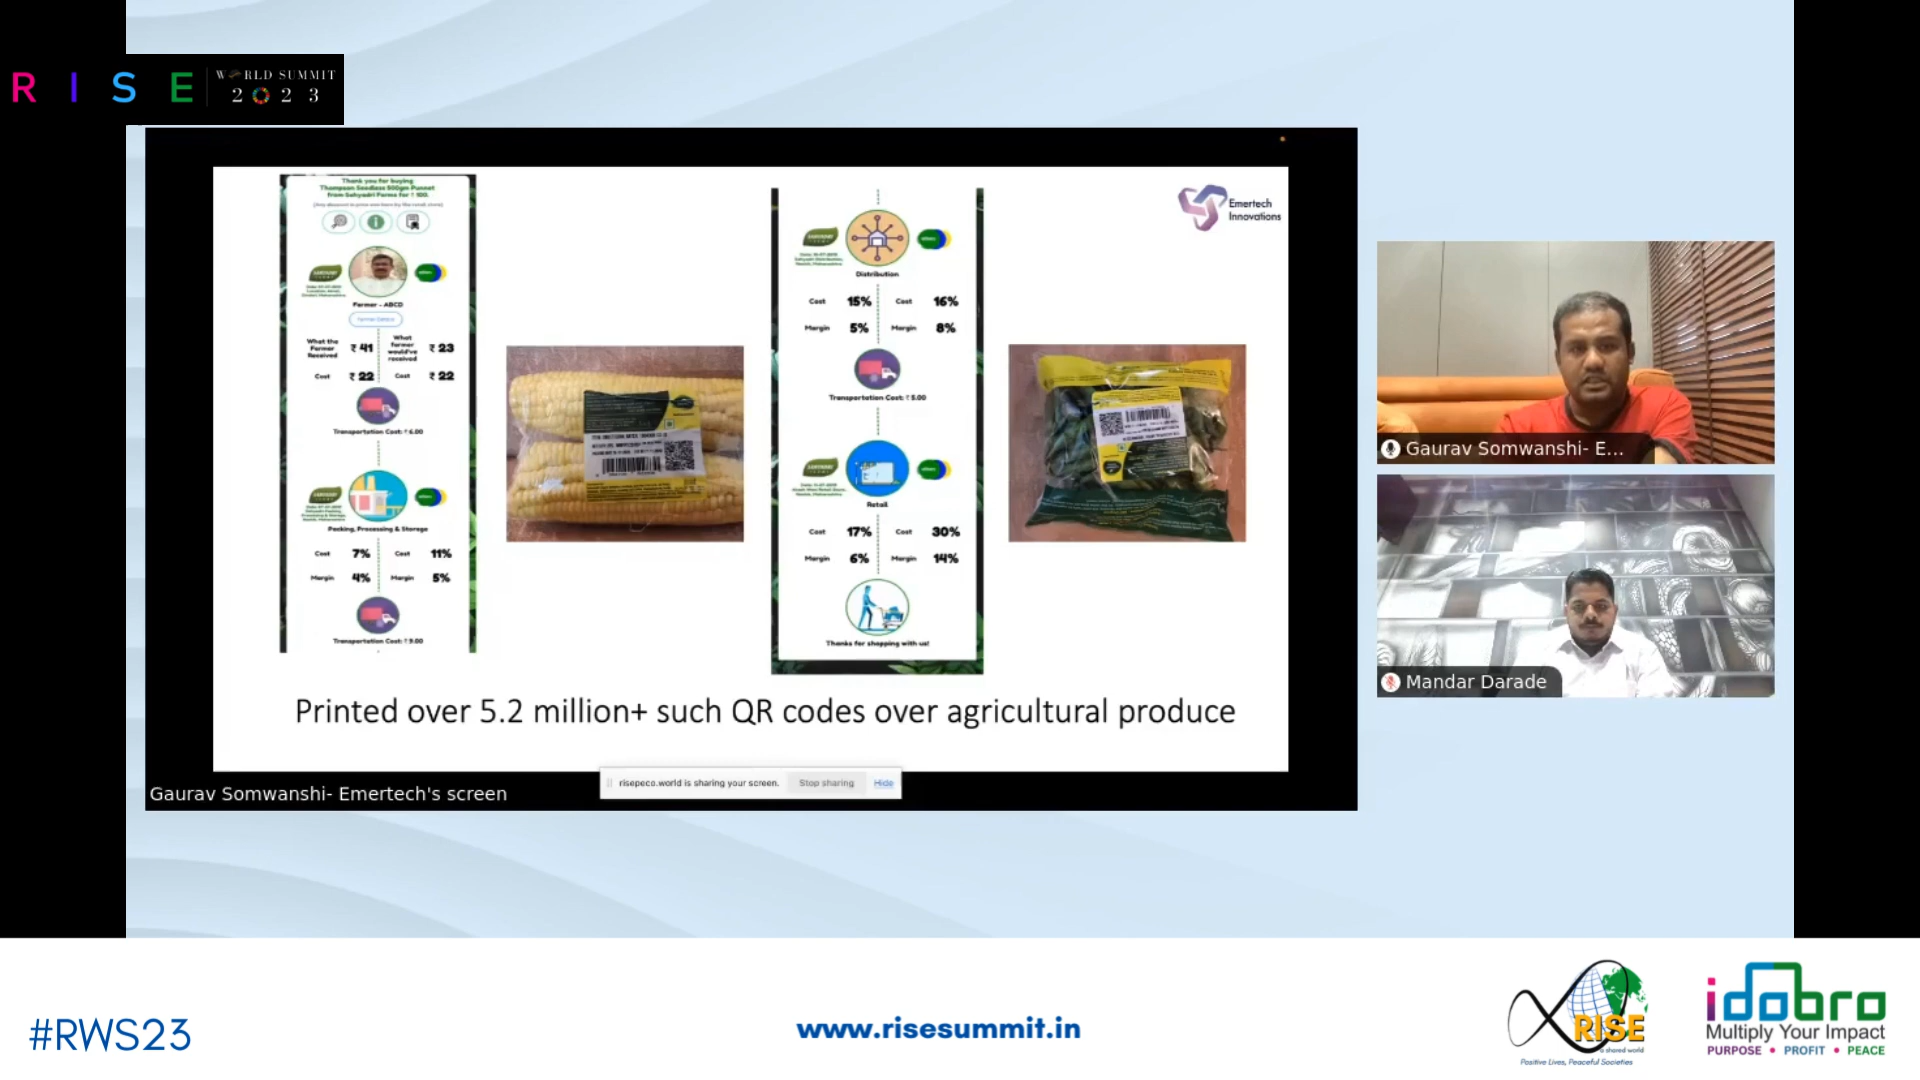 RISE
WORLD SUMMIT
2023
Thank you for buying
Thompson Seedless 500gm Punnet
from Sahyadri Farms for ₹ 100.
Farmer - ABCD
Farmer Details
What the
Farmer
Received
₹ 41
What
farmer
would've
received
₹ 23
Cost ₹ 22 Cost ₹ 22
Transportation Cost: ₹ 6.00
Packing, Processing & Storage
Cost 7% Cost 11%
Margin 4% Margin 5%
Transportation Cost: ₹ 9.00
Distribution
Cost 15% Cost 16%
Margin 5% Margin 8%
Transportation Cost: ₹ 5.00
Retail
Cost 17% Cost 30%
Margin 6% Margin 14%
Thanks for shopping with us!
Emertech
Innovations
Printed over 5.2 million+ such QR codes over agricultural produce
risepeco.world is sharing your screen. Stop sharing Hide
Gaurav Somwanshi- Emertech's screen
Gaurav Somwanshi- E...
Mandar Darade
#RWS23
www.risesummit.in
RISE
a shared world
Positive Lives, Peaceful Societies
idobro
Multiply Your Impact
PURPOSE • PROFIT • PEACE